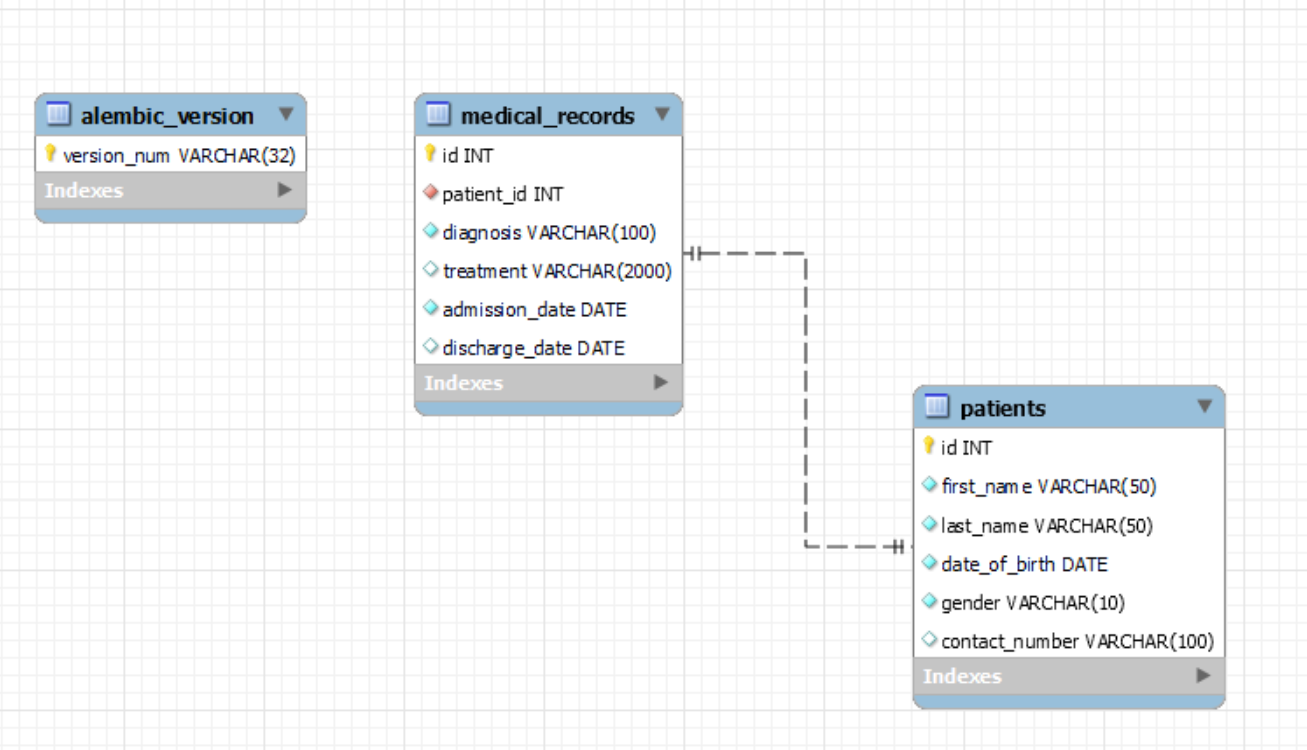 alembic_version
version_num VARCHAR(32)
Indexes
medical_records
id INT
patient_id INT
diagnosis VARCHAR(100)
treatment VARCHAR(2000)
admission_date DATE
discharge_date DATE
Indexes
patients
id INT
first_name VARCHAR(50)
last_name VARCHAR(50)
date_of_birth DATE
gender VARCHAR(10)
contact_number VARCHAR(100)
Indexes